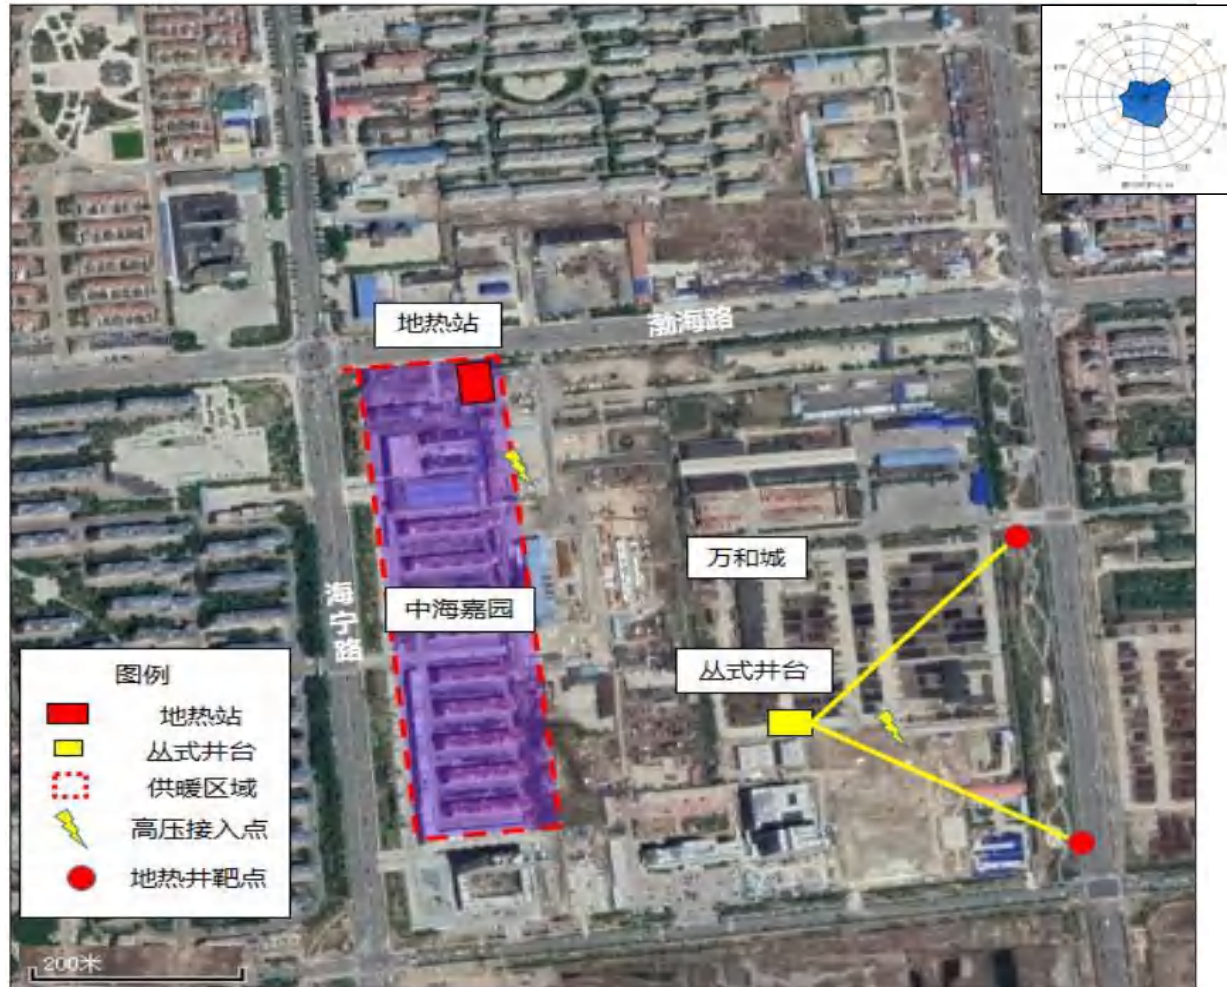 地热站
渤海路
万和城
海宁路
中海嘉园
丛式井台
图例
地热站
丛式井台
供暖区域
高压接入点
地热井靶点
200米